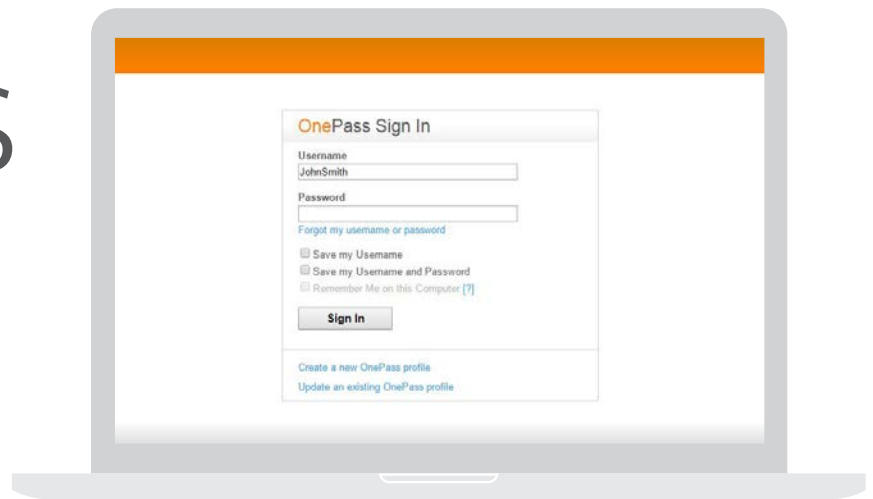 OnePass Sign In
Username
JohnSmith
Password
Forgot my username or password
Save my Username
Save my Username and Password
Remember Me on this Computer [?]
Sign In
Create a new OnePass profile
Update an existing OnePass profile